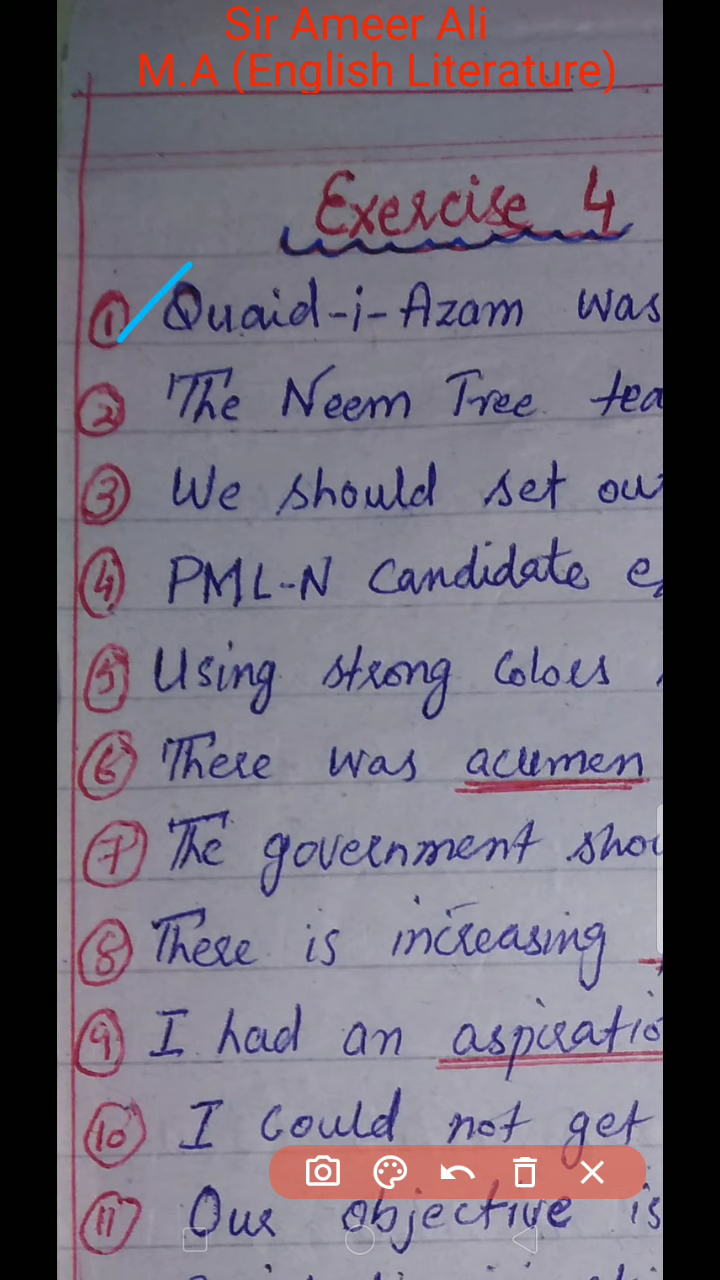 Sir Ameer Ali
M.A (English Literature)
Exercise 4
1 Quaid-i-Azam was
2 The Neem Tree tea
3 We should set ou
4 PML-N Candidate e
5 Using strong Colors
6 There was acumen
7 The government shou
8 There is increasing
9 I had an aspiratio
10 I Could not get
11 Our objective is